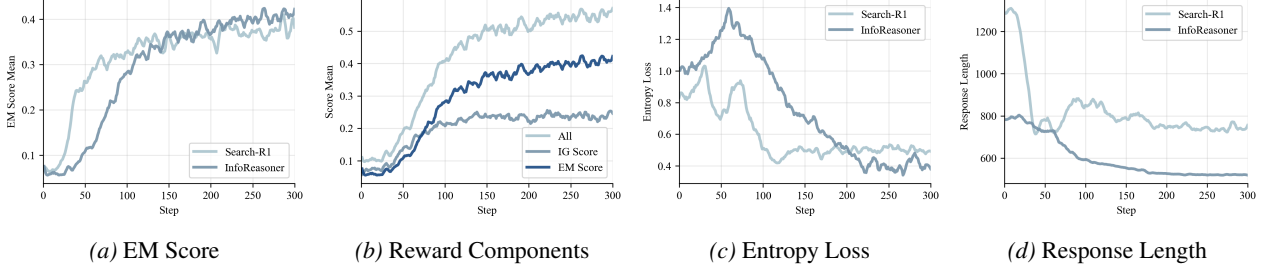 EM Score Mean
0.4
0.3
0.2
0.1
0 50 100 150 200 250 300
Step
Search-R1
InfoReasoner
(a) EM Score
Score Mean
0.5
0.4
0.3
0.2
0.1
0 50 100 150 200 250 300
Step
All
IG Score
EM Score
(b) Reward Components
Entropy Loss
1.4
1.2
1.0
0.8
0.6
0.4
0 50 100 150 200 250 300
Step
Search-R1
InfoReasoner
(c) Entropy Loss
Response Length
1200
1000
800
600
0 50 100 150 200 250 300
Step
Search-R1
InfoReasoner
(d) Response Length